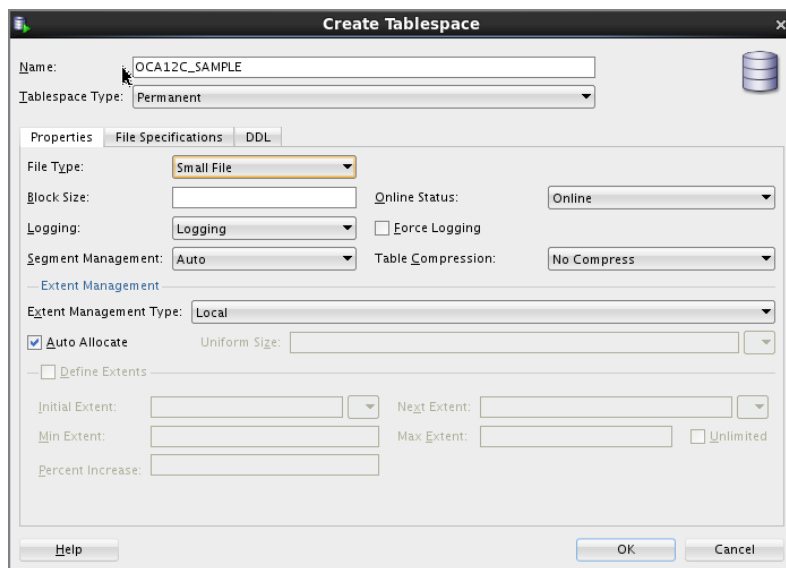 Create Tablespace
Name: OCA12C_SAMPLE
Tablespace Type: Permanent
Properties File Specifications DDL
File Type: Small File
Block Size: Online Status: Online
Logging: Logging Force Logging
Segment Management: Auto Table Compression: No Compress
Extent Management
Extent Management Type: Local
Auto Allocate Uniform Size:
Define Extents
Initial Extent: Next Extent:
Min Extent: Max Extent: Unlimited
Percent Increase:
Help OK Cancel